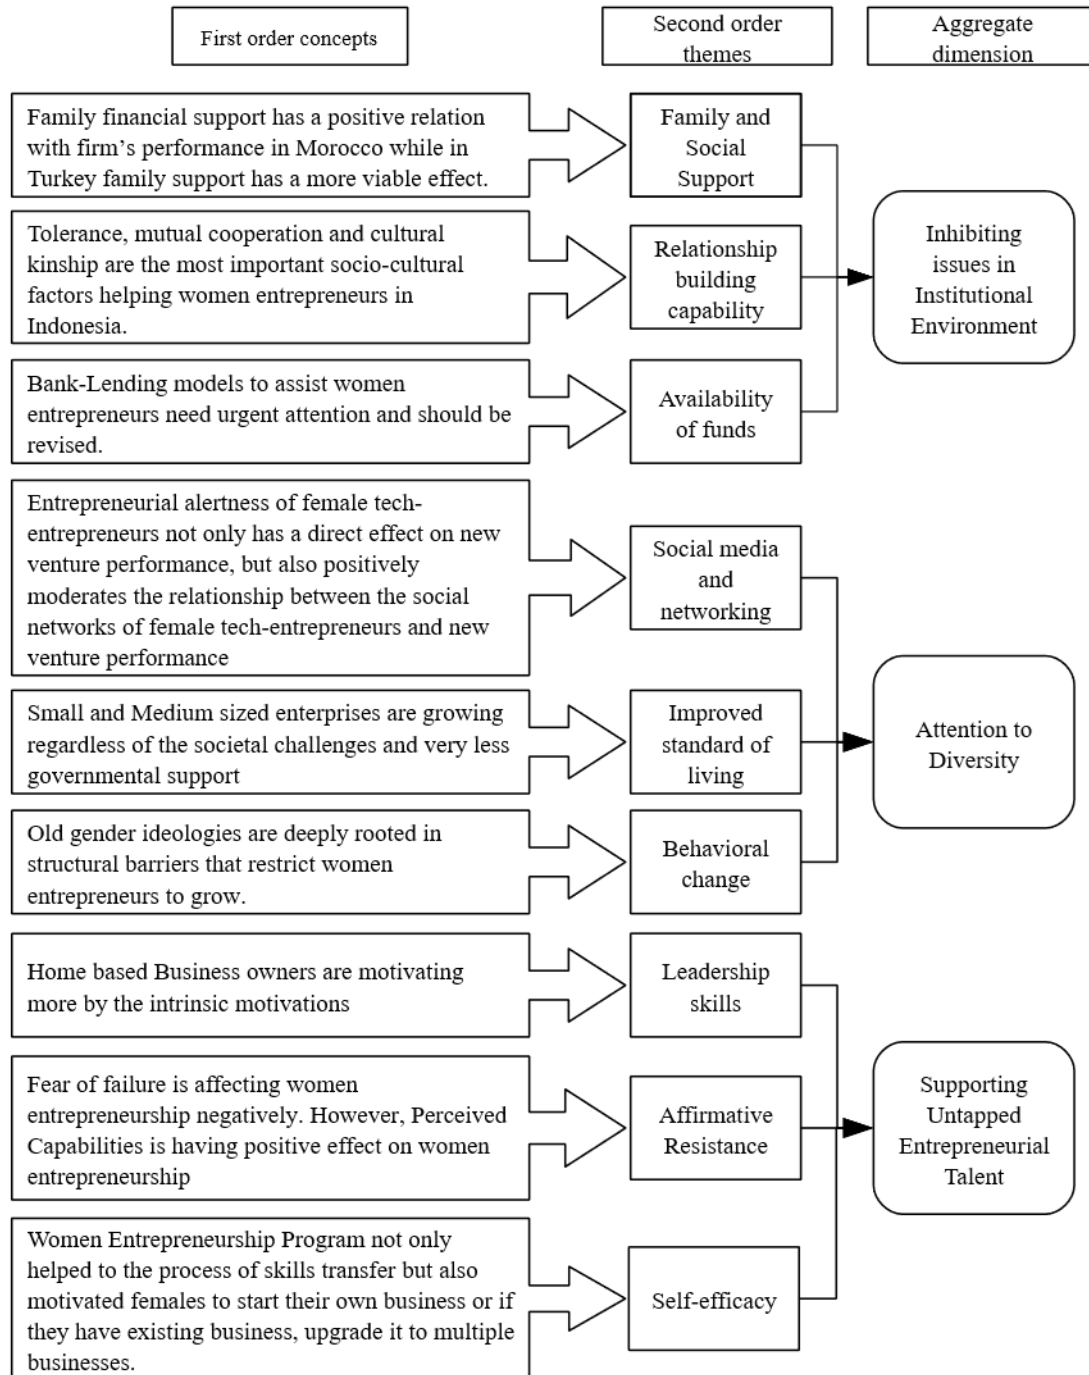 First order concepts
Second order
themes
Aggregate
dimension
Family financial support has a positive relation
with firm's performance in Morocco while in
Turkey family support has a more viable effect.
Family and
Social
Support
Tolerance, mutual cooperation and cultural
kinship are the most important socio-cultural
factors helping women entrepreneurs in
Indonesia.
Relationship
building
capability
Bank-Lending models to assist women
entrepreneurs need urgent attention and should be
revised.
Availability
of funds
Inhibiting
issues in
Institutional
Environment
Entrepreneurial alertness of female tech-
entrepreneurs not only has a direct effect on new
venture performance, but also positively
moderates the relationship between the social
networks of female tech-entrepreneurs and new
venture performance
Social media
and
networking
Small and Medium sized enterprises are growing
regardless of the societal challenges and very less
governmental support
Improved
standard of
living
Old gender ideologies are deeply rooted in
structural barriers that restrict women
entrepreneurs to grow.
Behavioral
change
Attention to
Diversity
Home based Business owners are motivating
more by the intrinsic motivations
Leadership
skills
Fear of failure is affecting women
entrepreneurship negatively. However, Perceived
Capabilities is having positive effect on women
entrepreneurship
Affirmative
Resistance
Women Entrepreneurship Program not only
helped to the process of skills transfer but also
motivated females to start their own business or if
they have existing business, upgrade it to multiple
businesses.
Self-efficacy
Supporting
Untapped
Entrepreneurial
Talent